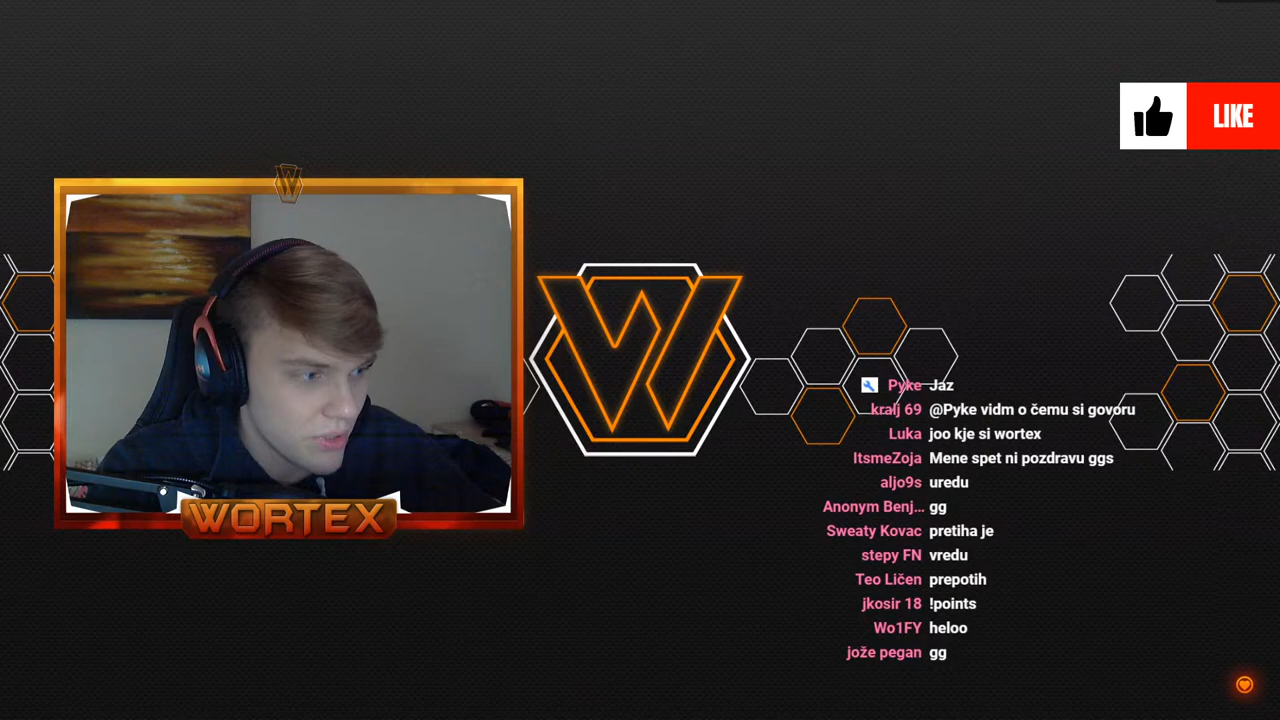 LIKE
WORTEX
Pyke Jaz
kralj 69 @Pyke vidm o čemu si govoru
Luka joo kje si wortex
ItsmeZoja Mene spet ni pozdravu ggs
aljo9s uredu
Anonym Benj… gg
Sweaty Kovac pretiha je
stepy FN vredu
Teo Ličen prepotih
jkosir 18 !points
Wo1FY heloo
jože pegan gg